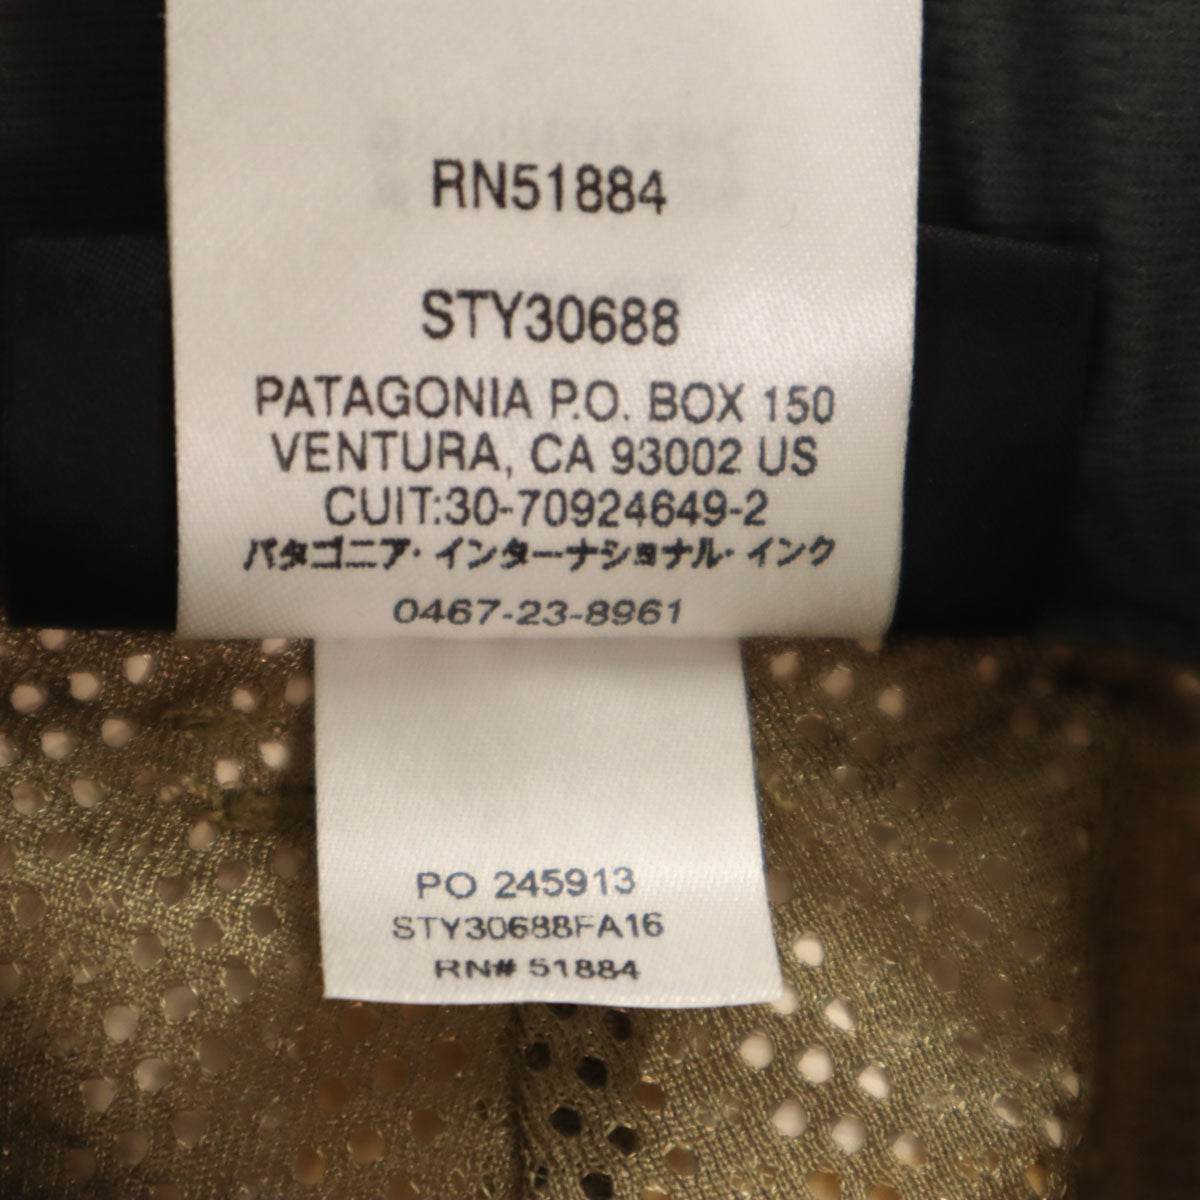 RN51884
STY30688
PATAGONIA P.O. BOX 150
VENTURA, CA 93002 US
CUIT:30-70924649-2
パタゴニア・インターナショナル・インク
0467-23-8961
PO 245913
STY30688FA16
RN# 51884